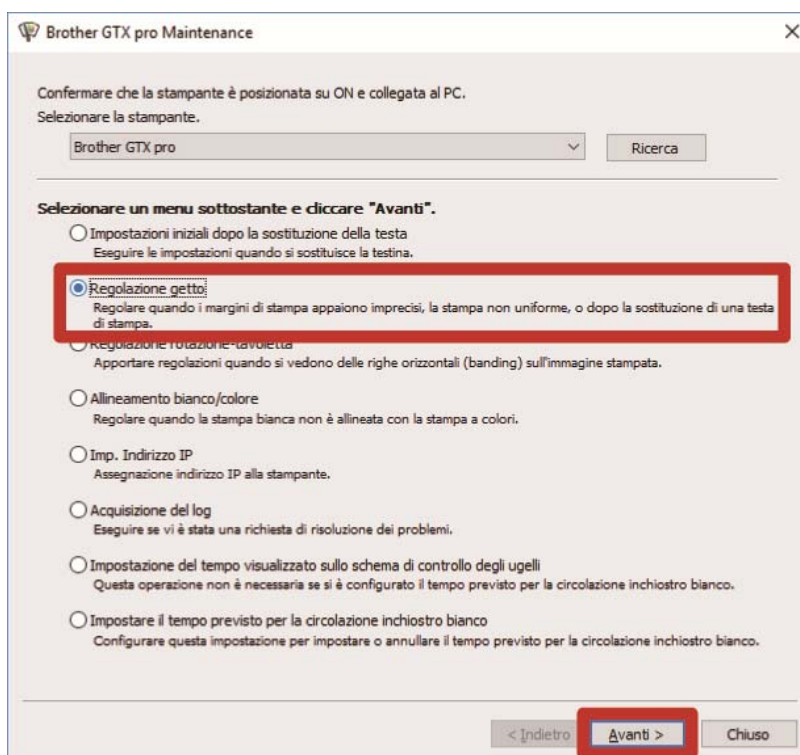 Brother GTX pro Maintenance
Confermare che la stampante è posizionata su ON e collegata al PC.
Selezionare la stampante.
Brother GTX pro
Ricerca
Selezionare un menu sottostante e cliccare "Avanti".
Impostazioni iniziali dopo la sostituzione della testa
Eseguire le impostazioni quando si sostituisce la testina.
Regolazione getto
Regolare quando i margini di stampa appaiono imprecisi, la stampa non uniforme, o dopo la sostituzione di una testa
di stampa.
Regolazione rotazione-tavoletta
Apportare regolazioni quando si vedono delle righe orizzontali (banding) sull'immagine stampata.
Allineamento bianco/colore
Regolare quando la stampa bianca non è allineata con la stampa a colori.
Imp. Indirizzo IP
Assegnazione indirizzo IP alla stampante.
Acquisizione del log
Eseguire se vi è stata una richiesta di risoluzione dei problemi.
Impostazione del tempo visualizzato sullo schema di controllo degli ugelli
Questa operazione non è necessaria se si è configurato il tempo previsto per la circolazione inchiostro bianco.
Impostare il tempo previsto per la circolazione inchiostro bianco
Configurare questa impostazione per impostare o annullare il tempo previsto per la circolazione inchiostro bianco.
< Indietro
Avanti >
Chiuso